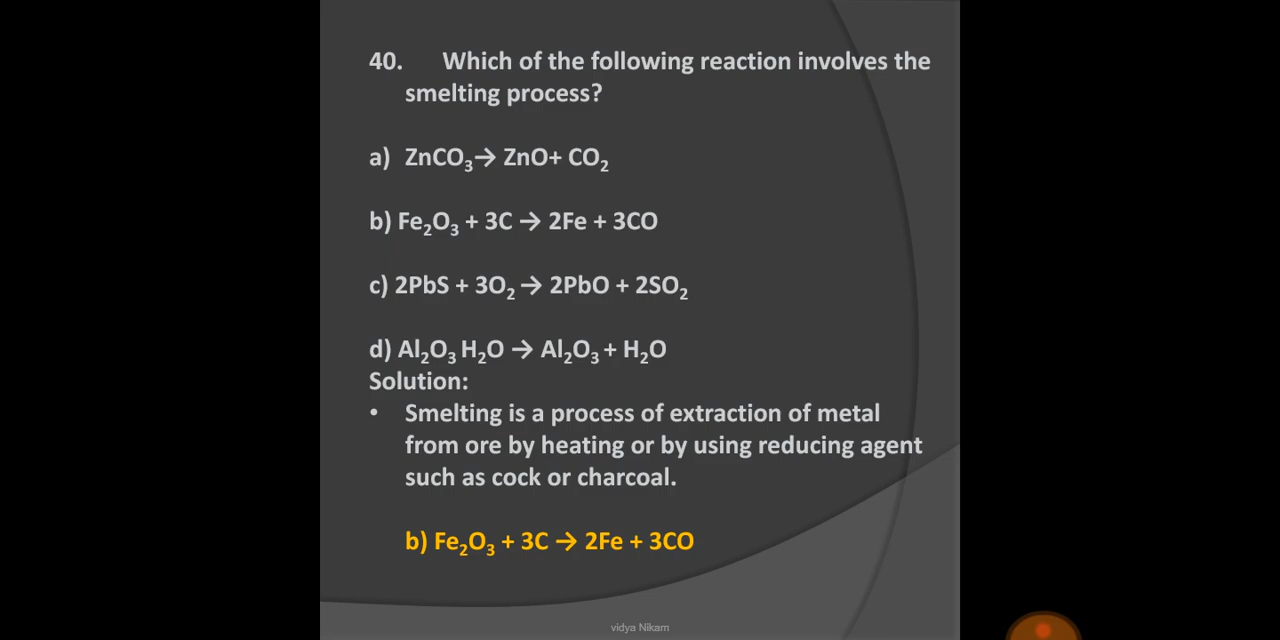 40. Which of the following reaction involves the
smelting process?
a) ZnCO₃→ ZnO+ CO₂
b) Fe₂O₃ + 3C → 2Fe + 3CO
c) 2PbS + 3O₂ → 2PbO + 2SO₂
d) Al₂O₃ H₂O → Al₂O₃ + H₂O
Solution:
• Smelting is a process of extraction of metal
from ore by heating or by using reducing agent
such as cock or charcoal.
b) Fe₂O₃ + 3C → 2Fe + 3CO
vidya Nikam